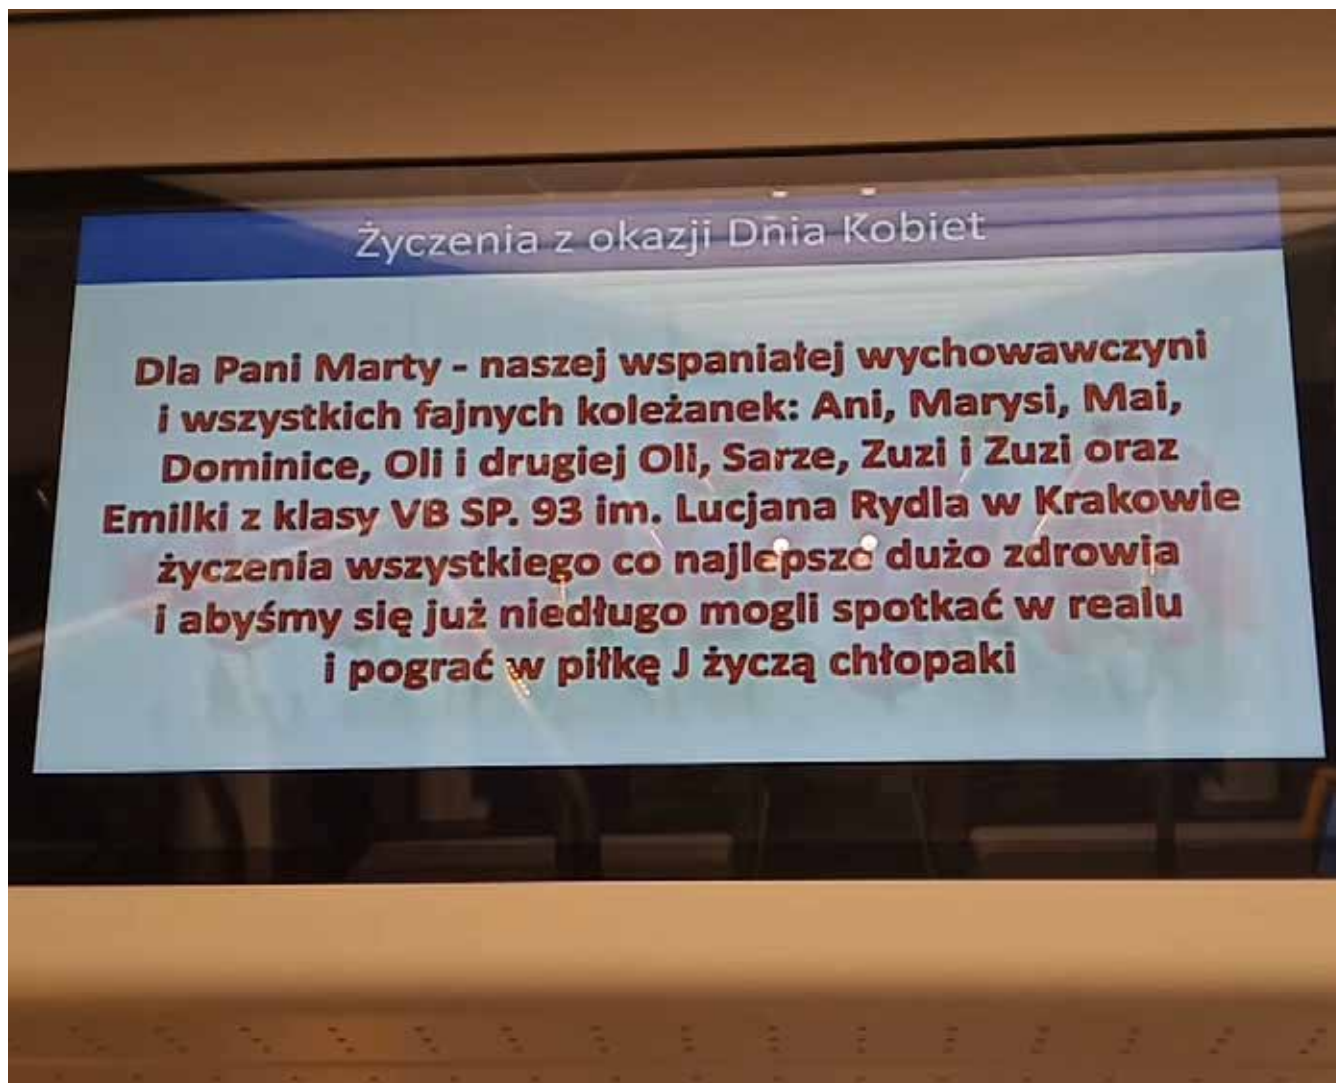 Życzenia z okazji Dnia Kobiet
Dla Pani Marty - naszej wspaniałej wychowawczyni
i wszystkich fajnych koleżanek: Ani, Marysi, Mai,
Dominice, Oli i drugiej Oli, Sarze, Zuzi i Zuzi oraz
Emilki z klasy VB SP. 93 im. Lucjana Rydla w Krakowie
życzenia wszystkiego co najlepsze dużo zdrowia
i abyśmy się już niedługo mogli spotkać w realu
i pograć w piłkę J życzą chłopaki